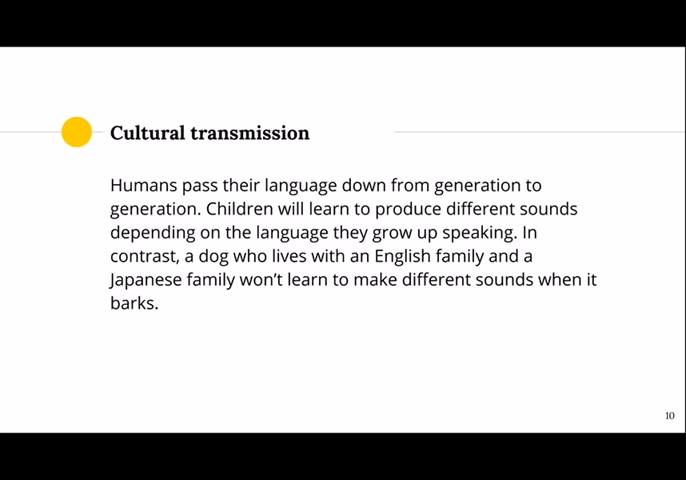 Cultural transmission
Humans pass their language down from generation to
generation. Children will learn to produce different sounds
depending on the language they grow up speaking. In
contrast, a dog who lives with an English family and a
Japanese family won’t learn to make different sounds when it
barks.
10